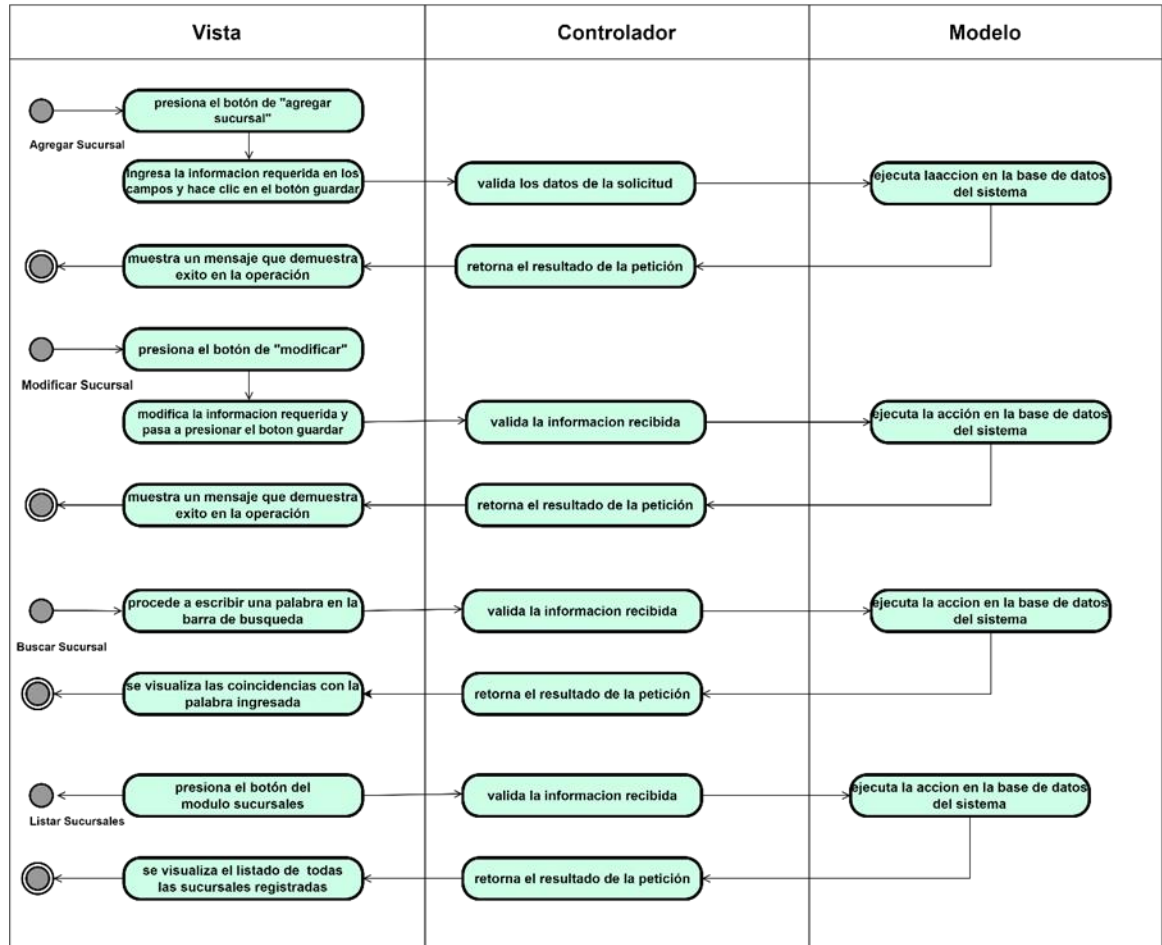 Vista
Controlador
Modelo
presiona el botón de "agregar
sucursal"
Agregar Sucursal
Ingresa la informacion requerida en los
campos y hace clic en el botón guardar
valida los datos de la solicitud
ejecuta laaccion en la base de datos
del sistema
muestra un mensaje que demuestra
exito en la operación
retorna el resultado de la petición
presiona el botón de "modificar"
Modificar Sucursal
modifica la informacion requerida y
pasa a presionar el boton guardar
valida la informacion recibida
ejecuta la acción en la base de datos
del sistema
muestra un mensaje que demuestra
exito en la operación
retorna el resultado de la petición
procede a escribir una palabra en la
barra de busqueda
valida la informacion recibida
ejecuta la accion en la base de datos
del sistema
Buscar Sucursal
se visualiza las coincidencias con la
palabra ingresada
retorna el resultado de la petición
presiona el botón del
modulo sucursales
valida la informacion recibida
ejecuta la accion en la base de datos
del sistema
Listar Sucursales
se visualiza el listado de todas
las sucursales registradas
retorna el resultado de la petición